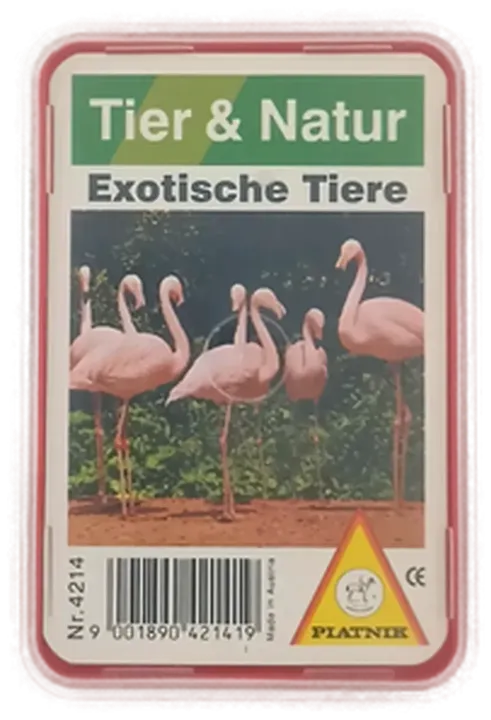 Tier & Natur
Exotische Tiere
Nr. 4214
9 001890 421419
Made in Austria
PIATNIK
CE